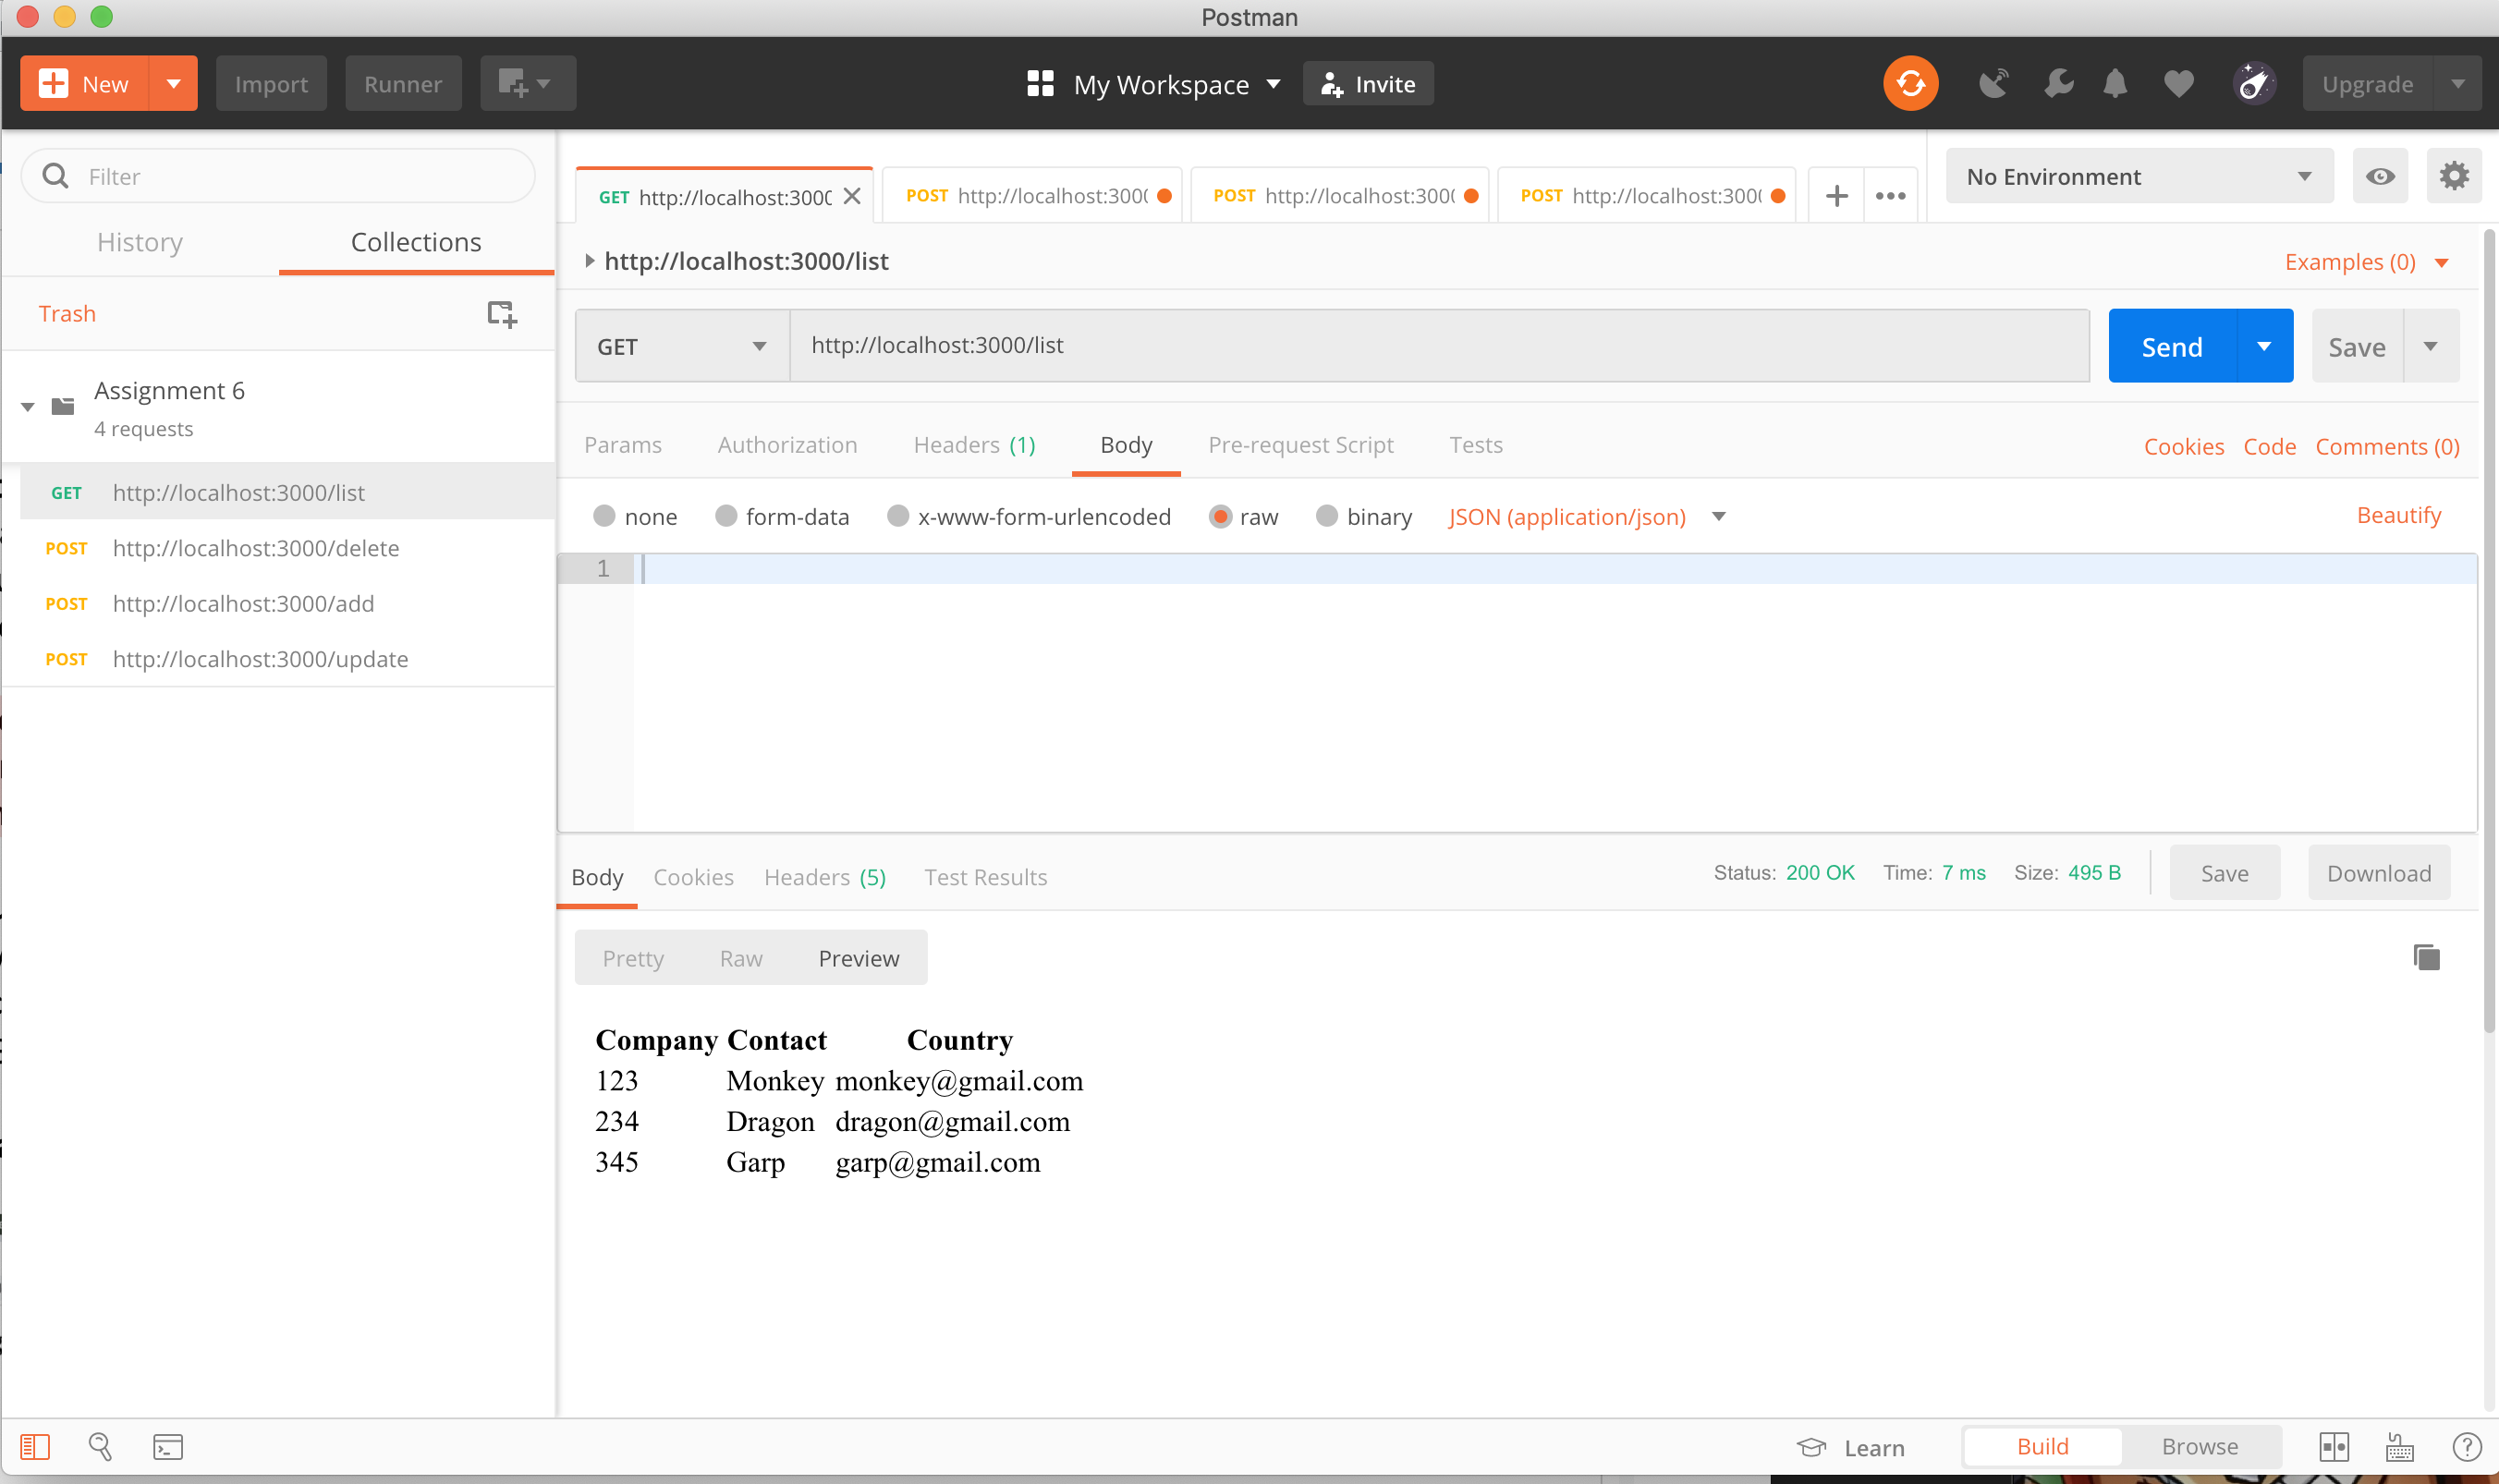 Postman
New Import Runner My Workspace Invite Upgrade
Filter
History Collections
Trash
Assignment 6
4 requests
GET http://localhost:3000/list
POST http://localhost:3000/delete
POST http://localhost:3000/add
POST http://localhost:3000/update
GET http://localhost:3000 POST http://localhost:300 POST http://localhost:300 POST http://localhost:300 No Environment
http://localhost:3000/list Examples (0)
GET http://localhost:3000/list Send Save
Params Authorization Headers (1) Body Pre-request Script Tests Cookies Code Comments (0)
none form-data x-www-form-urlencoded raw binary JSON (application/json) Beautify
1
Body Cookies Headers (5) Test Results Status: 200 OK Time: 7 ms Size: 495 B Save Download
Pretty Raw Preview
Company Contact Country
123 Monkey monkey@gmail.com
234 Dragon dragon@gmail.com
345 Garp garp@gmail.com
Learn Build Browse